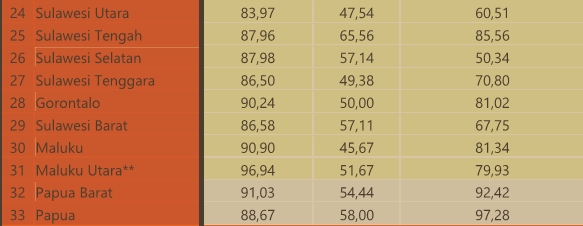 24 Sulawesi Utara 83,97 47,54 60,51
25 Sulawesi Tengah 87,96 65,56 85,56
26 Sulawesi Selatan 87,98 57,14 50,34
27 Sulawesi Tenggara 86,50 49,38 70,80
28 Gorontalo 90,24 50,00 81,02
29 Sulawesi Barat 86,58 57,11 67,75
30 Maluku 90,90 45,67 81,34
31 Maluku Utara** 96,94 51,67 79,93
32 Papua Barat 91,03 54,44 92,42
33 Papua 88,67 58,00 97,28